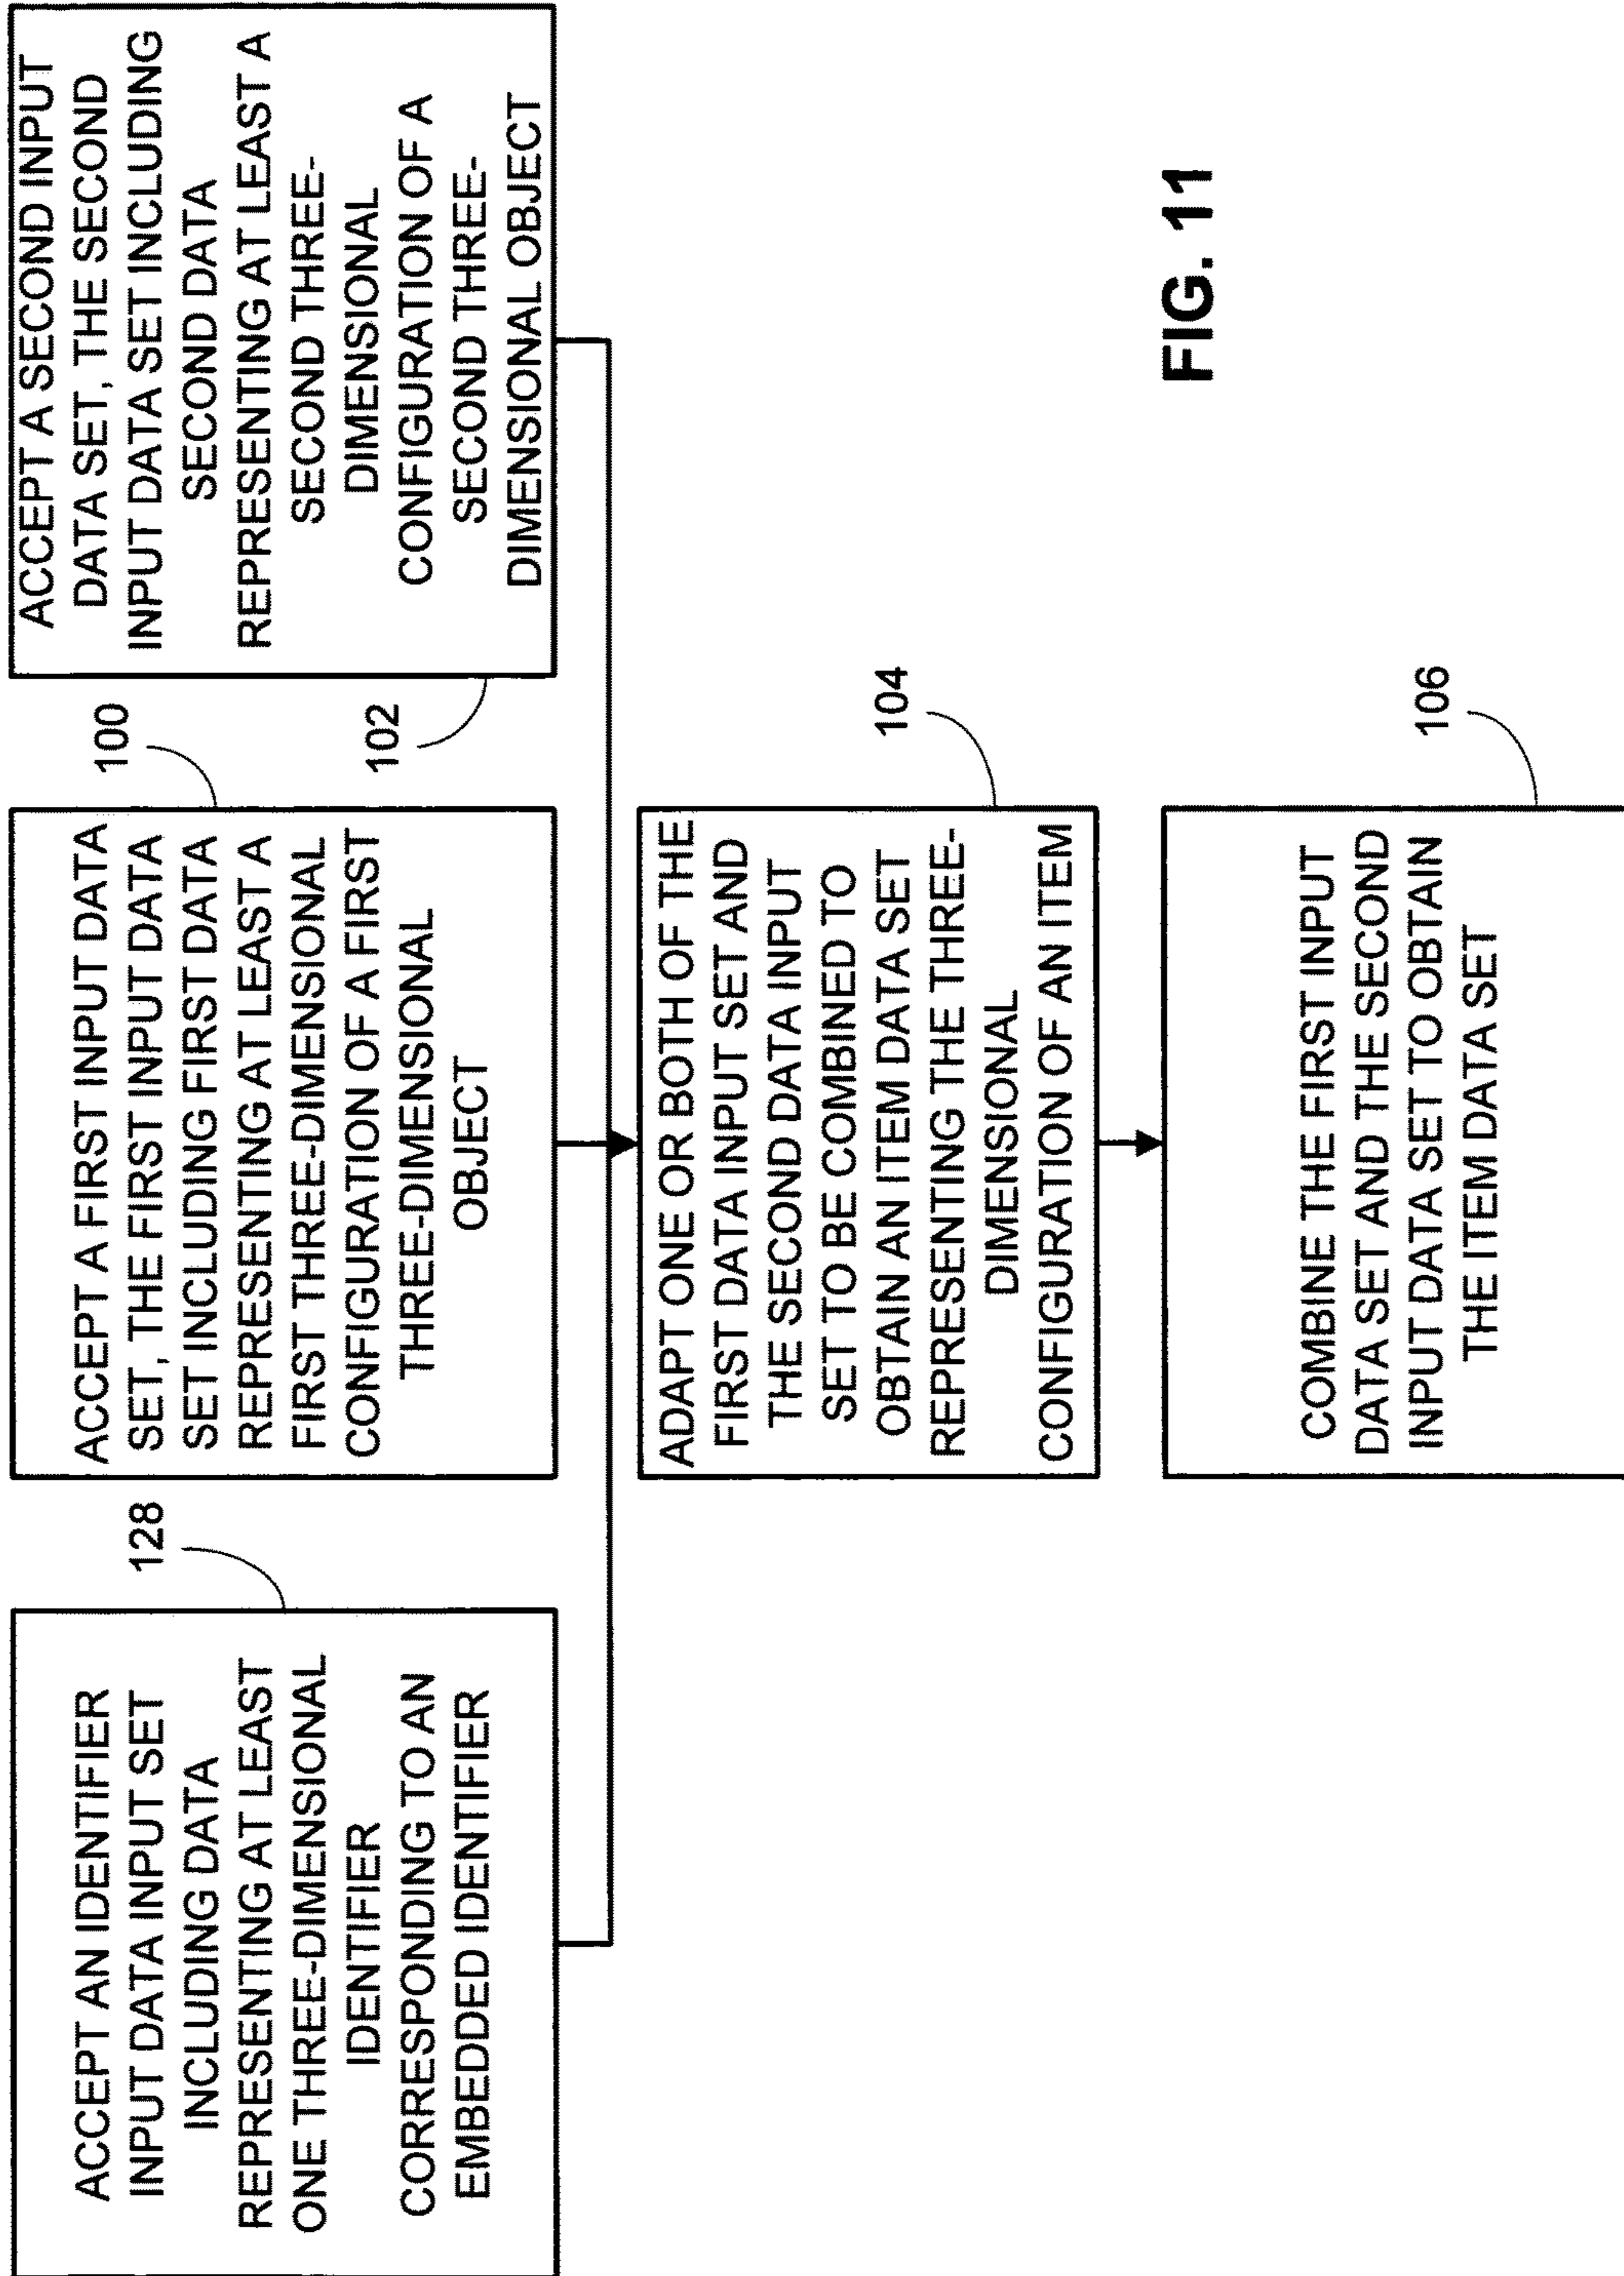 ACCEPT AN IDENTIFIER
INPUT DATA INPUT SET
INCLUDING DATA
REPRESENTING AT LEAST
ONE THREE-DIMENSIONAL
IDENTIFIER
CORRESPONDING TO AN
EMBEDDED IDENTIFIER
128
ACCEPT A FIRST INPUT DATA
SET, THE FIRST INPUT DATA
SET INCLUDING FIRST DATA
REPRESENTING AT LEAST A
FIRST THREE-DIMENSIONAL
CONFIGURATION OF A FIRST
THREE-DIMENSIONAL
OBJECT
100
ACCEPT A SECOND INPUT
DATA SET, THE SECOND
INPUT DATA SET INCLUDING
SECOND DATA
REPRESENTING AT LEAST A
SECOND THREE-
DIMENSIONAL
CONFIGURATION OF A
SECOND THREE-
DIMENSIONAL OBJECT
102
ADAPT ONE OR BOTH OF THE
FIRST DATA INPUT SET AND
THE SECOND DATA INPUT
SET TO BE COMBINED TO
OBTAIN AN ITEM DATA SET
REPRESENTING THE THREE-
DIMENSIONAL
CONFIGURATION OF AN ITEM
104
COMBINE THE FIRST INPUT
DATA SET AND THE SECOND
INPUT DATA SET TO OBTAIN
THE ITEM DATA SET
106
FIG. 11